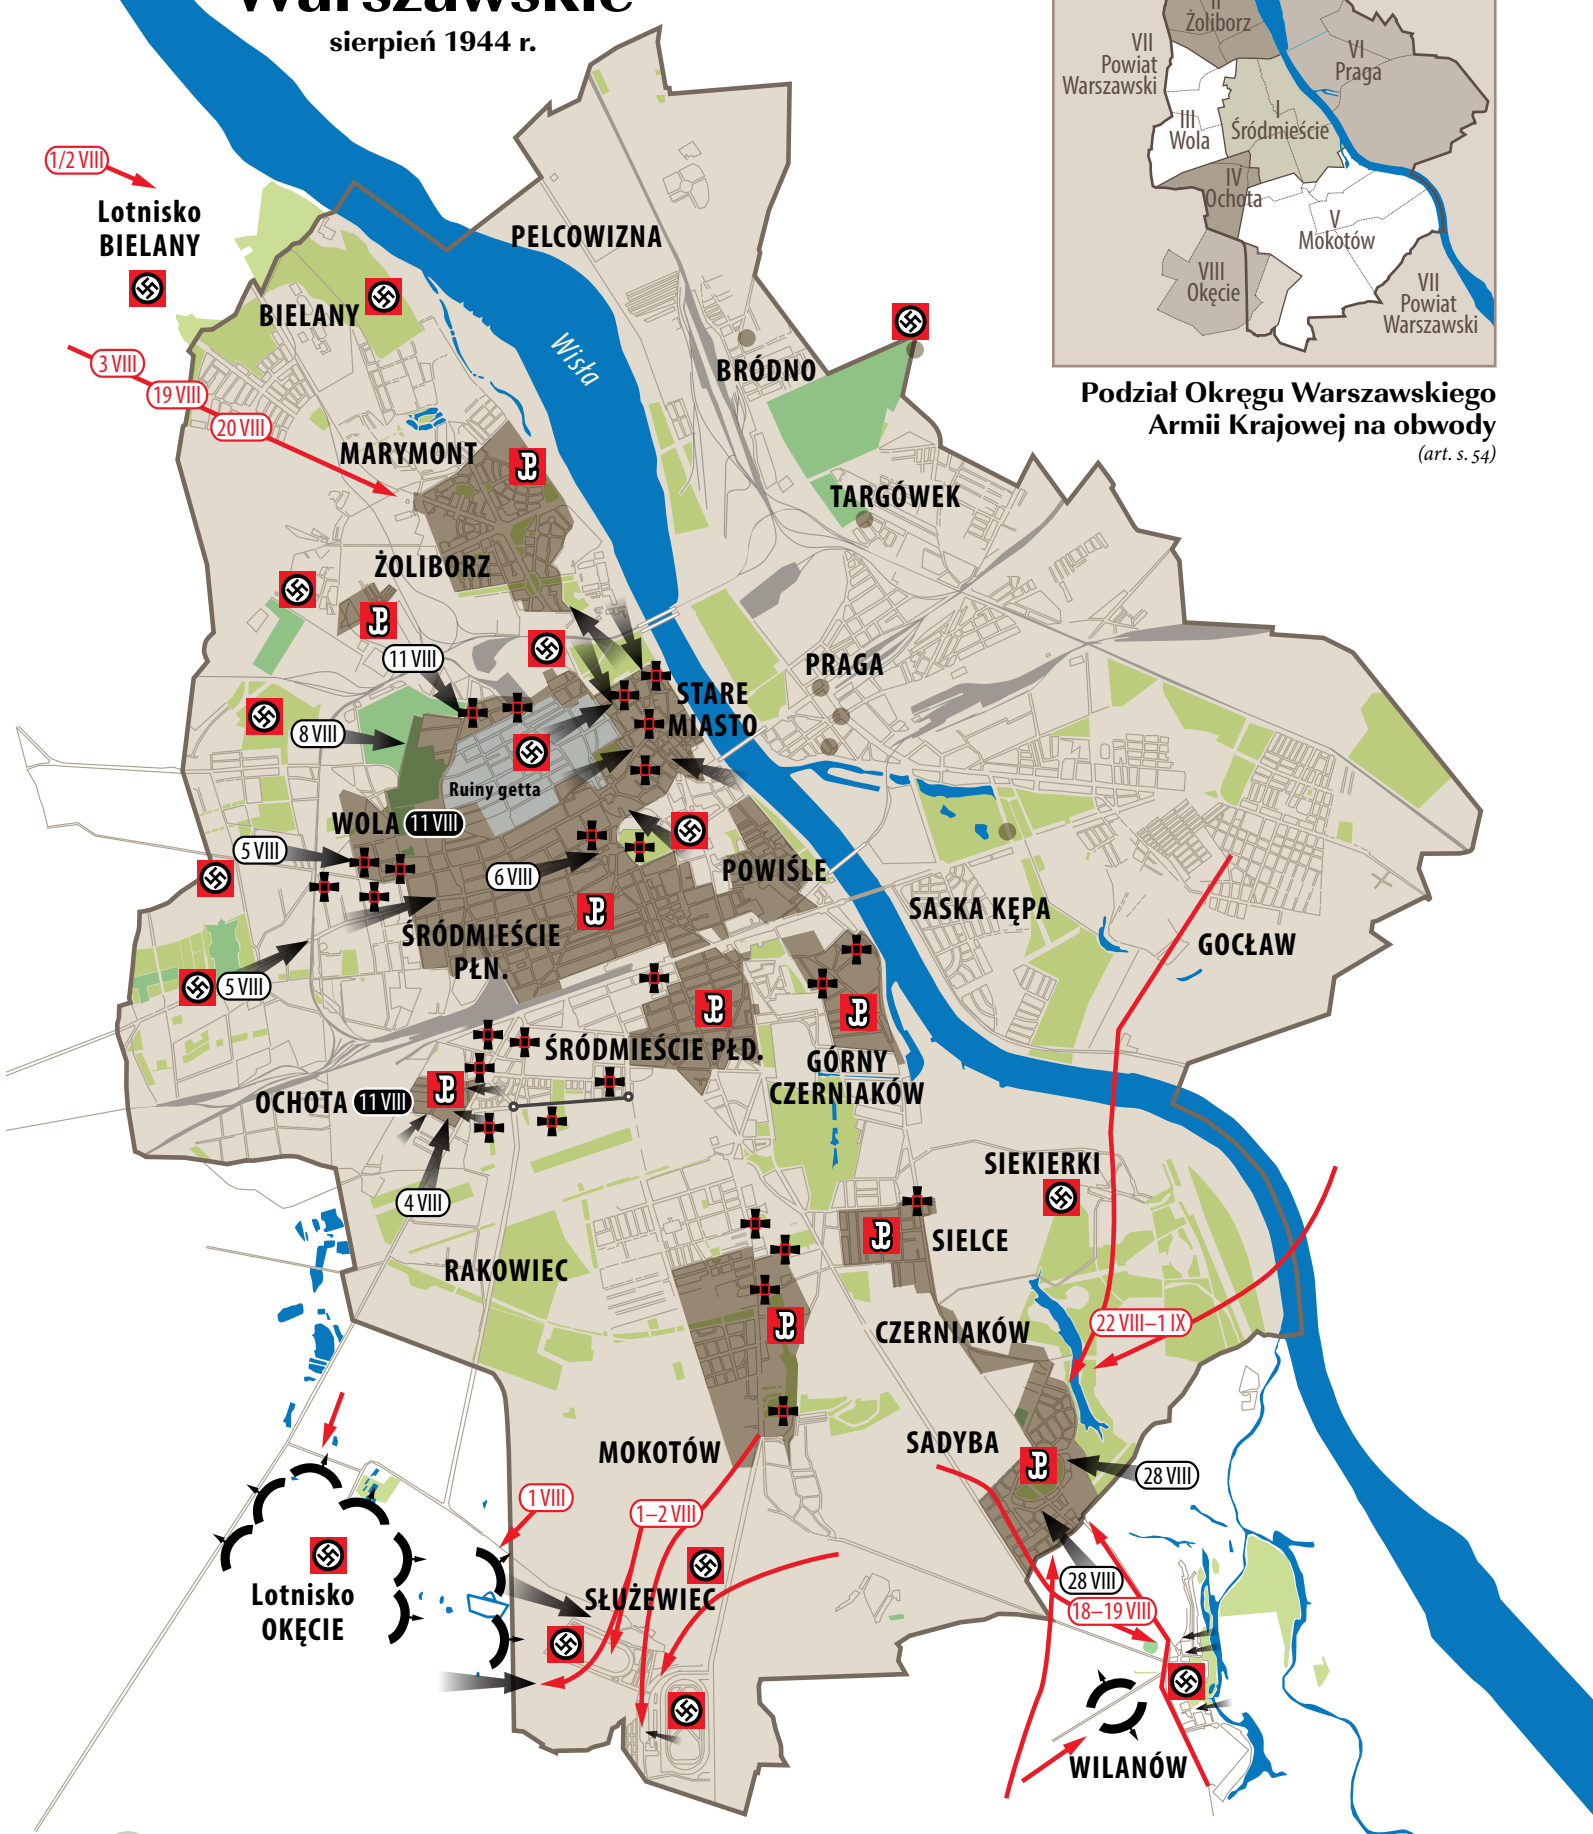 Warszawskie
sierpień 1944 r.
II
Żoliborz
VII
Powiat
Warszawski
VI
Praga
I
Śródmieście
III
Wola
IV
Ochota
V
Mokotów
VIII
Okęcie
VII
Powiat
Warszawski
Podział Okręgu Warszawskiego
Armii Krajowej na obwody
(art. s. 54)
1/2 VIII
Lotnisko
BIELANY
BIELANY
PELCOWIZNA
Wisła
3 VIII
19 VIII
20 VIII
BRÓDNO
MARYMONT
TARGÓWEK
ŻOLIBORZ
11 VIII
PRAGA
STARE
MIASTO
8 VIII
Ruiny getta
WOLA 11 VIII
5 VIII
6 VIII
POWIŚLE
SASKA KĘPA
ŚRÓDMIEŚCIE
PŁN.
GOCŁAW
5 VIII
ŚRÓDMIEŚCIE PŁD.
GÓRNY
CZERNIAKÓW
OCHOTA 11 VIII
SIEKIERKI
4 VIII
SIELCE
RAKOWIEC
22 VIII–1 IX
CZERNIAKÓW
MOKOTÓW
SADYBA
28 VIII
1 VIII
1–2 VIII
28 VIII
SŁUŻEWIEC
18–19 VIII
Lotnisko
OKĘCIE
WILANÓW